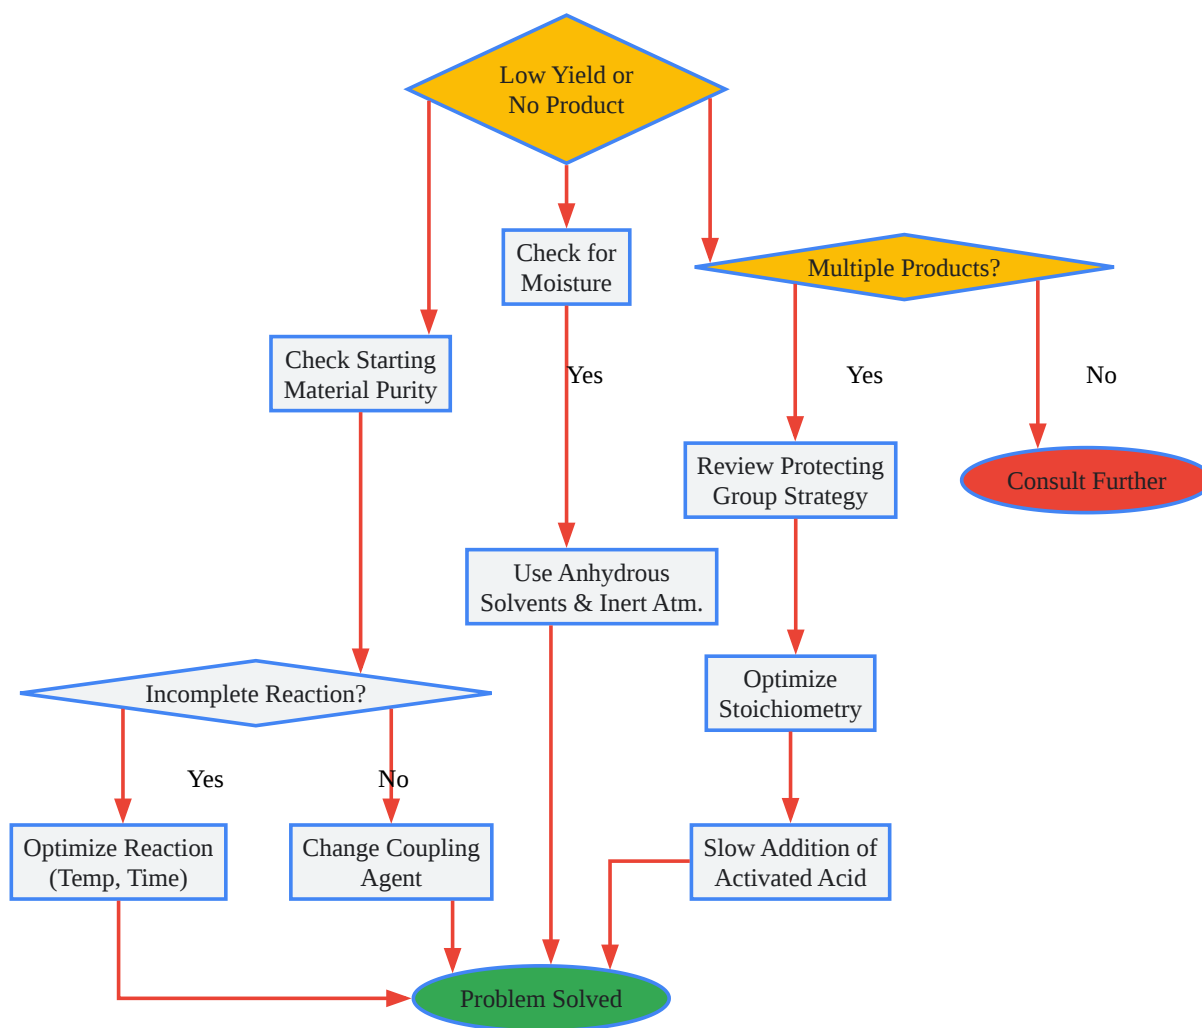 Low Yield or
No Product
Check for
Moisture
Multiple Products?
Check Starting
Material Purity
Yes
Yes
No
Review Protecting
Group Strategy
Consult Further
Use Anhydrous
Solvents & Inert Atm.
Incomplete Reaction?
Optimize
Stoichiometry
Yes
No
Optimize Reaction
(Temp, Time)
Change Coupling
Agent
Slow Addition of
Activated Acid
Problem Solved